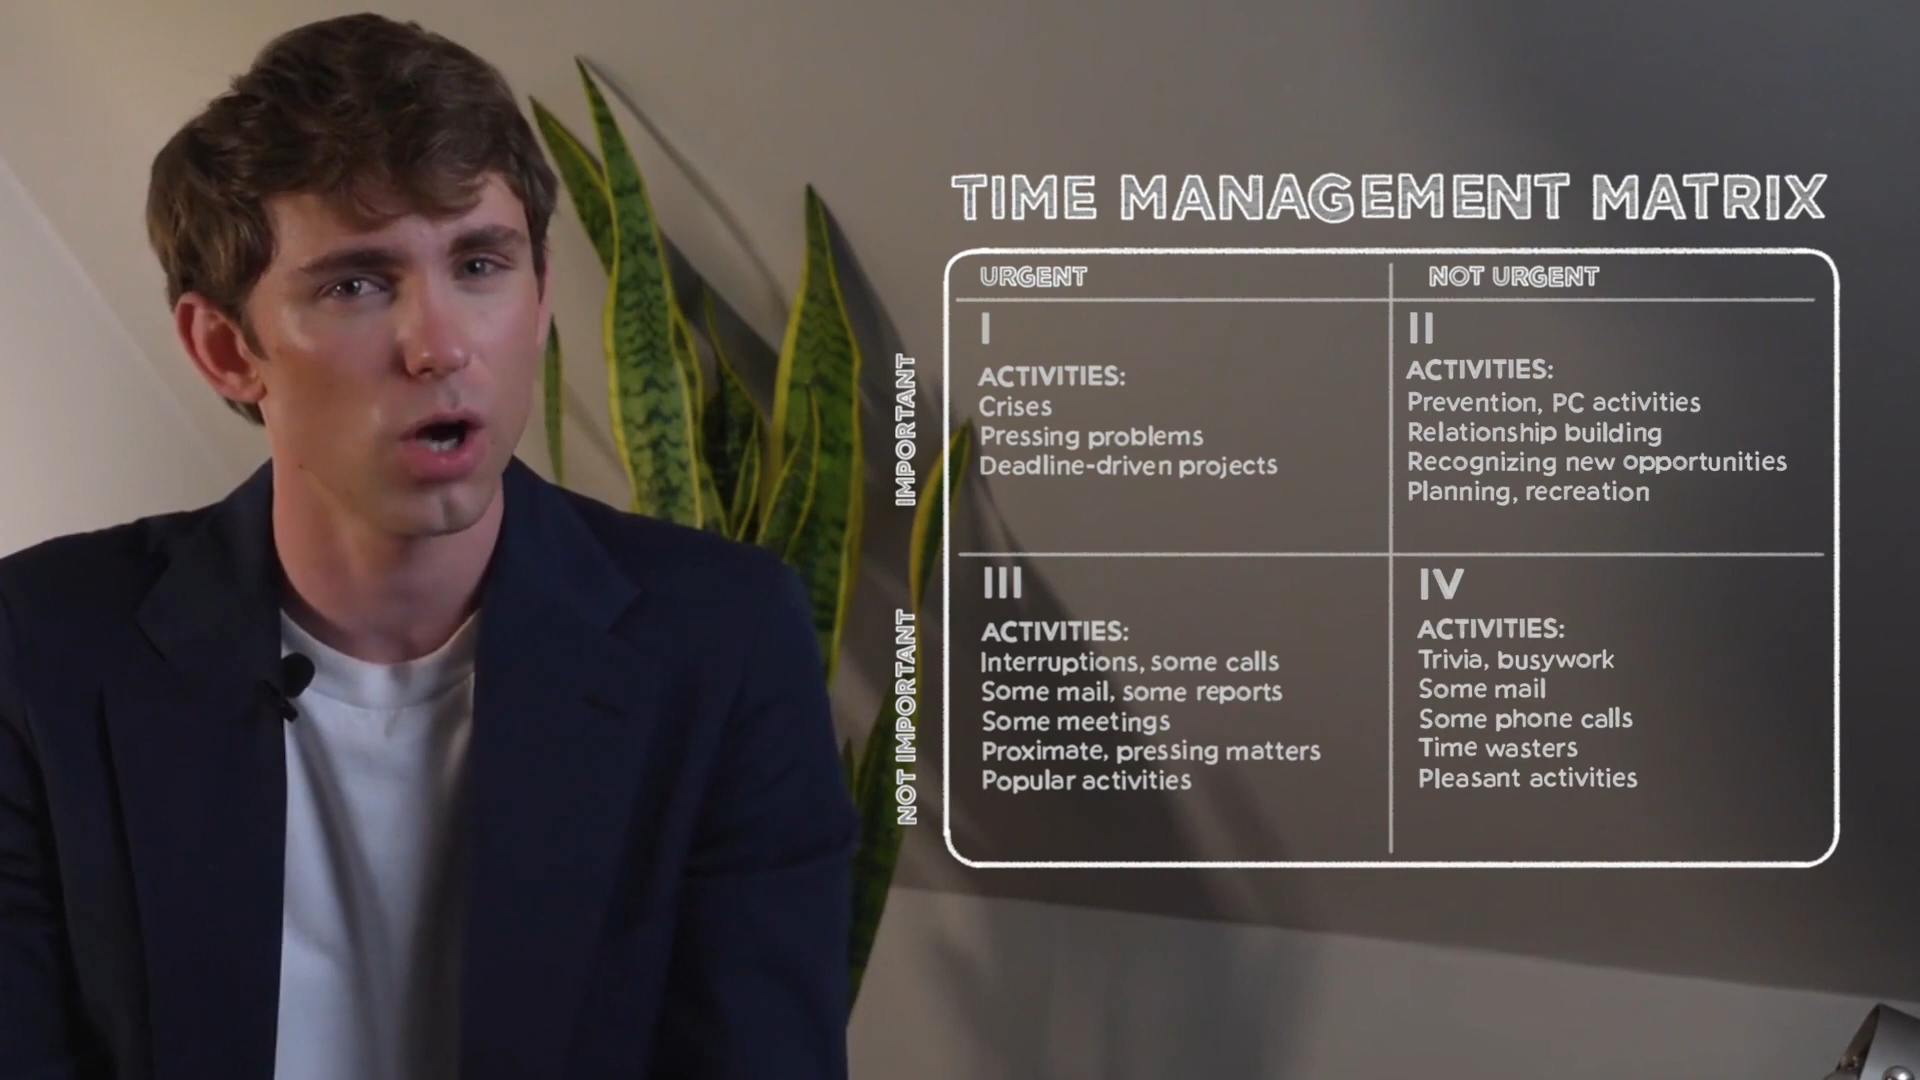 TIME MANAGEMENT MATRIX
URGENT
NOT URGENT
IMPORTANT
I
ACTIVITIES:
Crises
Pressing problems
Deadline-driven projects
II
ACTIVITIES:
Prevention, PC activities
Relationship building
Recognizing new opportunities
Planning, recreation
NOT IMPORTANT
III
ACTIVITIES:
Interruptions, some calls
Some mail, some reports
Some meetings
Proximate, pressing matters
Popular activities
IV
ACTIVITIES:
Trivia, busywork
Some mail
Some phone calls
Time wasters
Pleasant activities